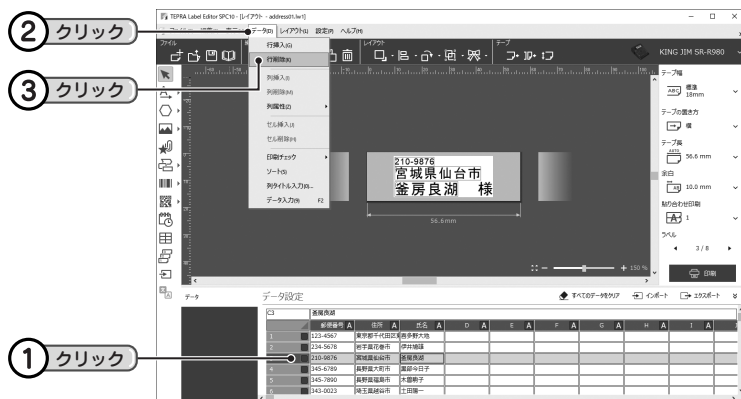 TEPRA Label Editor SPC10 - [レイアウト - address01.lw1]
データ(D) レイアウト(L) 設定(P) ヘルプ(H)
② クリック
③ クリック
① クリック
ファイル
レイアウト
テープ
KING JIM SR-R980
行挿入(G)
行削除(K)
列挿入(J)
列削除(M)
列属性(Z)
セル挿入(I)
セル削除(H)
印刷チェック
ソート(S)
列タイトル入力(0)...
データ入力(9) F2
210-9876
宮城県仙台市
釜房良湖 様
56.6mm
テープ幅
ABC 標準
18mm
テープの置き方
横
テープ長
AUTO
56.6 mm
余白
AB 10.0 mm
貼り合わせ印刷
A 1
ラベル
3 / 8
印刷
150 %
データ
データ設定
すべてのデータをクリア インポート エクスポート
C3 釜房良湖
郵便番号 A 住所 A 氏名 A D A E A F A G A H A I A
1 123-4567 東京都千代田区 喜多野大地
2 234-5678 岩手県花巻市 伊井鳩謡
3 210-9876 宮城県仙台市 釜房良湖
4 345-6789 長野県大町市 黒部今日子
5 345-7890 長野県福島市 木曽駒子
6 343-0023 埼玉県越谷市 土田陽一